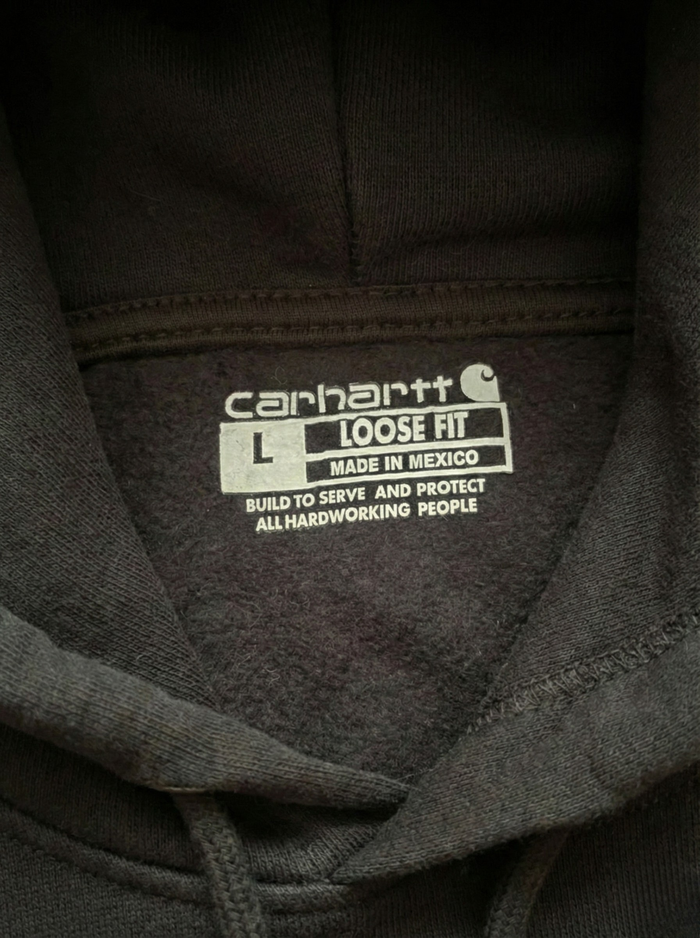 carhartt
L LOOSE FIT
MADE IN MEXICO
BUILD TO SERVE AND PROTECT
ALL HARDWORKING PEOPLE